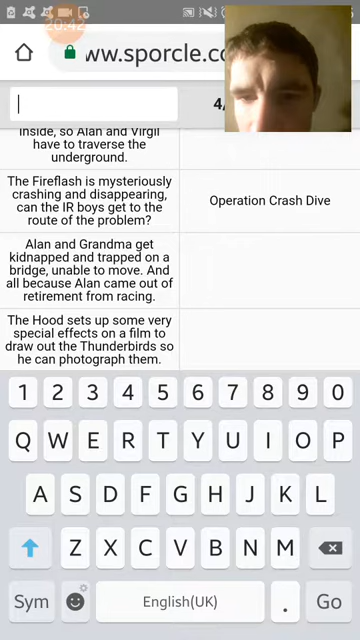 20:42
www.sporcle.c
4/
inside, so Alan and Virgil
have to traverse the
underground.
The Fireflash is mysteriously
crashing and disappearing,
can the IR boys get to the
route of the problem?
Operation Crash Dive
Alan and Grandma get
kidnapped and trapped on a
bridge, unable to move. And
all because Alan came out of
retirement from racing.
The Hood sets up some very
special effects on a film to
draw out the Thunderbirds so
he can photograph them.
1 2 3 4 5 6 7 8 9 0
Q W E R T Y U I O P
A S D F G H J K L
Z X C V B N M
Sym English(UK) . Go